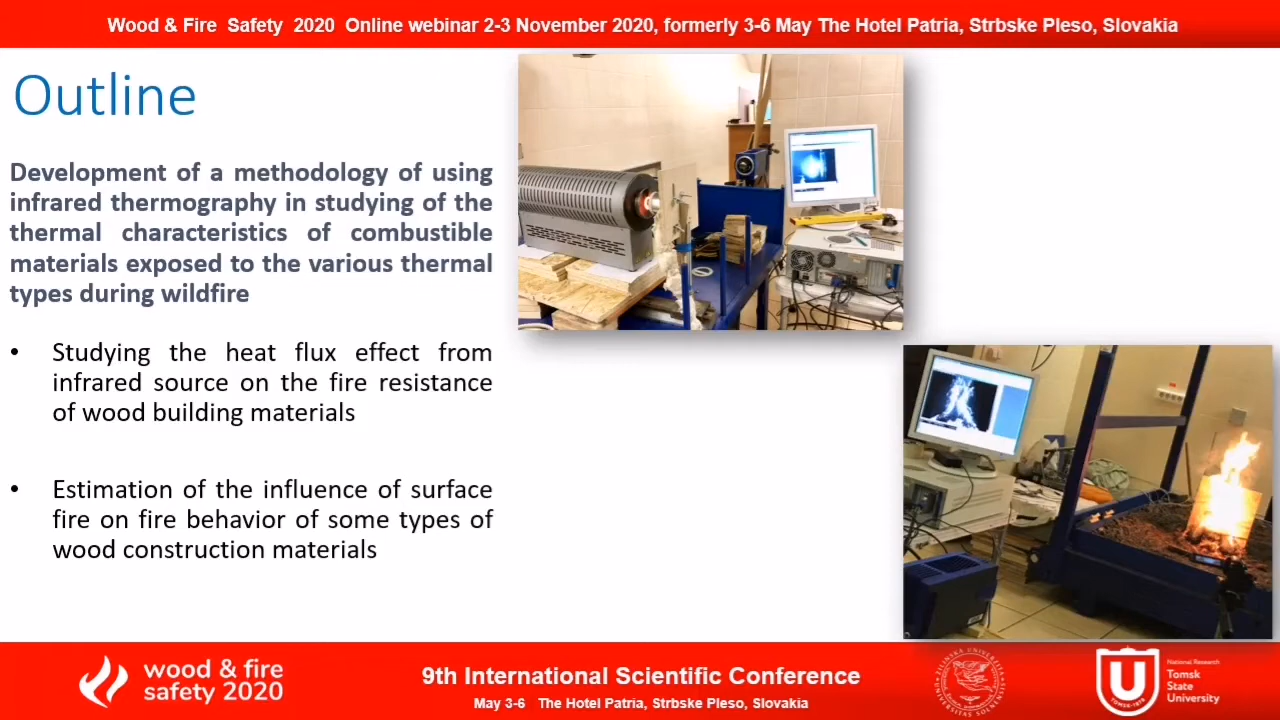 Wood & Fire Safety 2020 Online webinar 2-3 November 2020, formerly 3-6 May The Hotel Patria, Strbske Pleso, Slovakia
Outline
Development of a methodology of using
infrared thermography in studying of the
thermal characteristics of combustible
materials exposed to the various thermal
types during wildfire
• Studying the heat flux effect from
infrared source on the fire resistance
of wood building materials
• Estimation of the influence of surface
fire on fire behavior of some types of
wood construction materials
wood & fire
safety 2020
9th International Scientific Conference
May 3-6 The Hotel Patria, Strbske Pleso, Slovakia
National Research
Tomsk
State
University